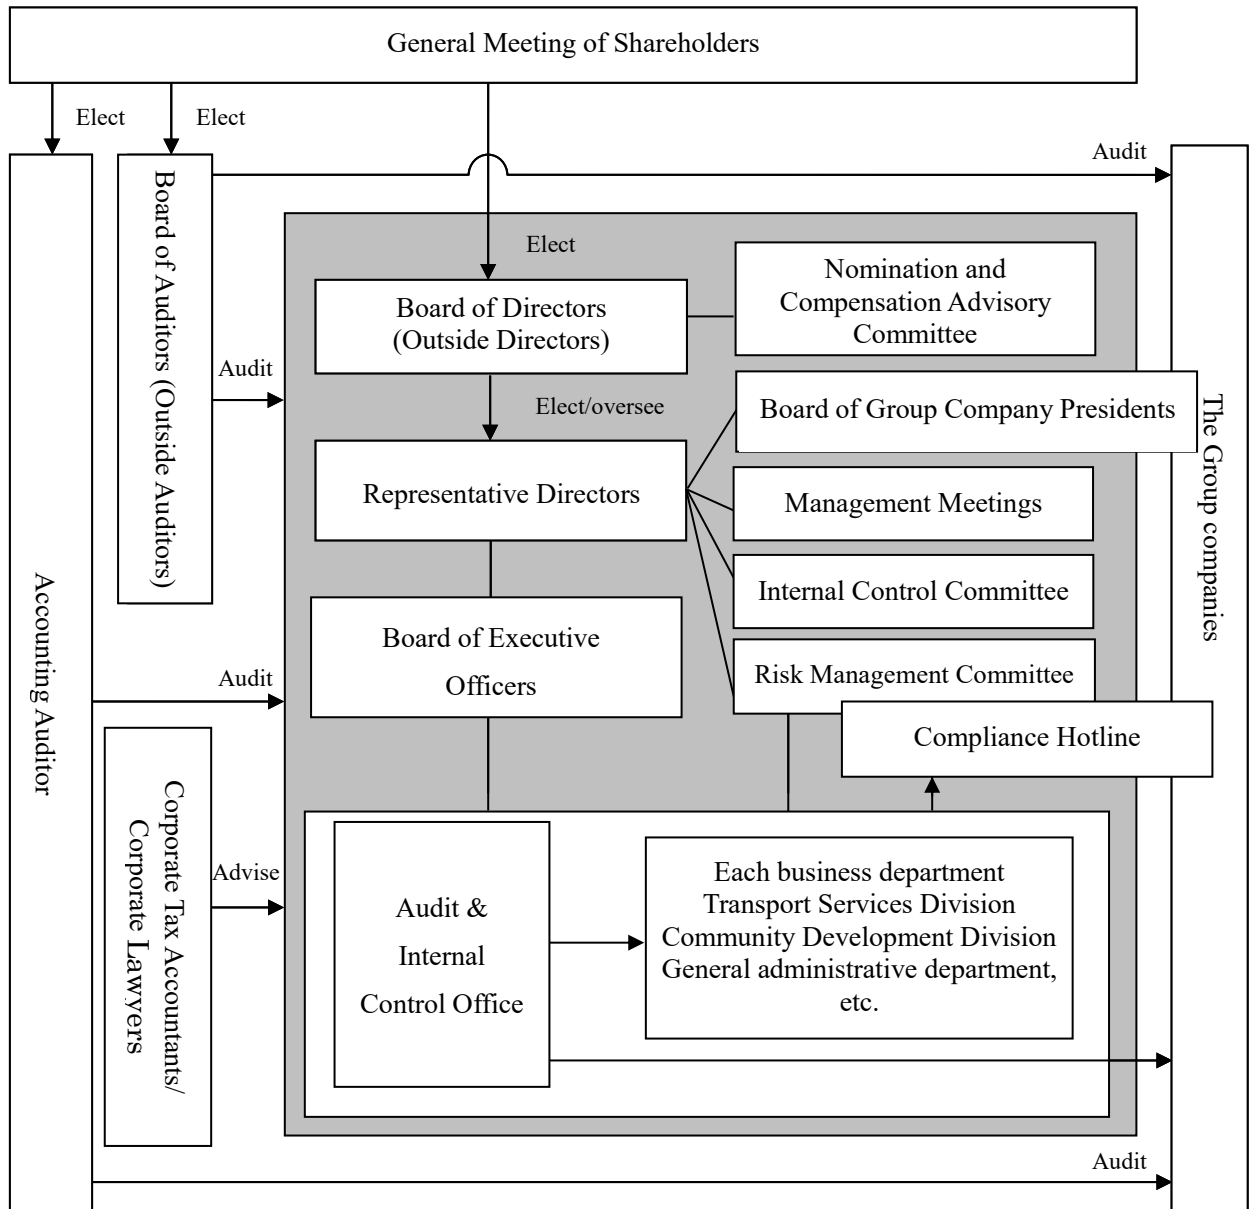 General Meeting of Shareholders
Elect
Elect
Audit
Board of Auditors (Outside Auditors)
Elect
Nomination and
Compensation Advisory
Committee
Board of Directors
(Outside Directors)
Audit
Elect/oversee
Board of Group Company Presidents
The Group companies
Representative Directors
Management Meetings
Internal Control Committee
Accounting Auditor
Board of Executive
Officers
Audit
Risk Management Committee
Compliance Hotline
Corporate Tax Accountants/
Corporate Lawyers
Advise
Audit &
Internal
Control Office
Each business department
Transport Services Division
Community Development Division
General administrative department,
etc.
Audit